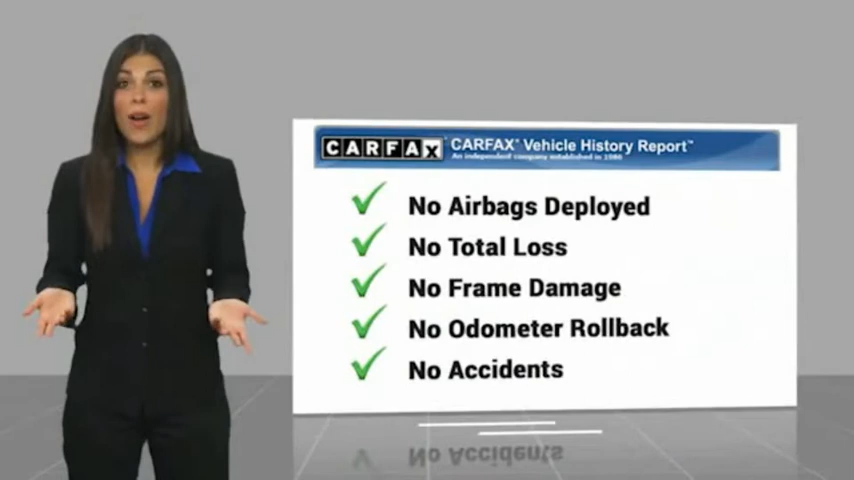 CARFAX CARFAX™ Vehicle History Report™
An independent company established in 1986
No Airbags Deployed
No Total Loss
No Frame Damage
No Odometer Rollback
No Accidents
No Accidents